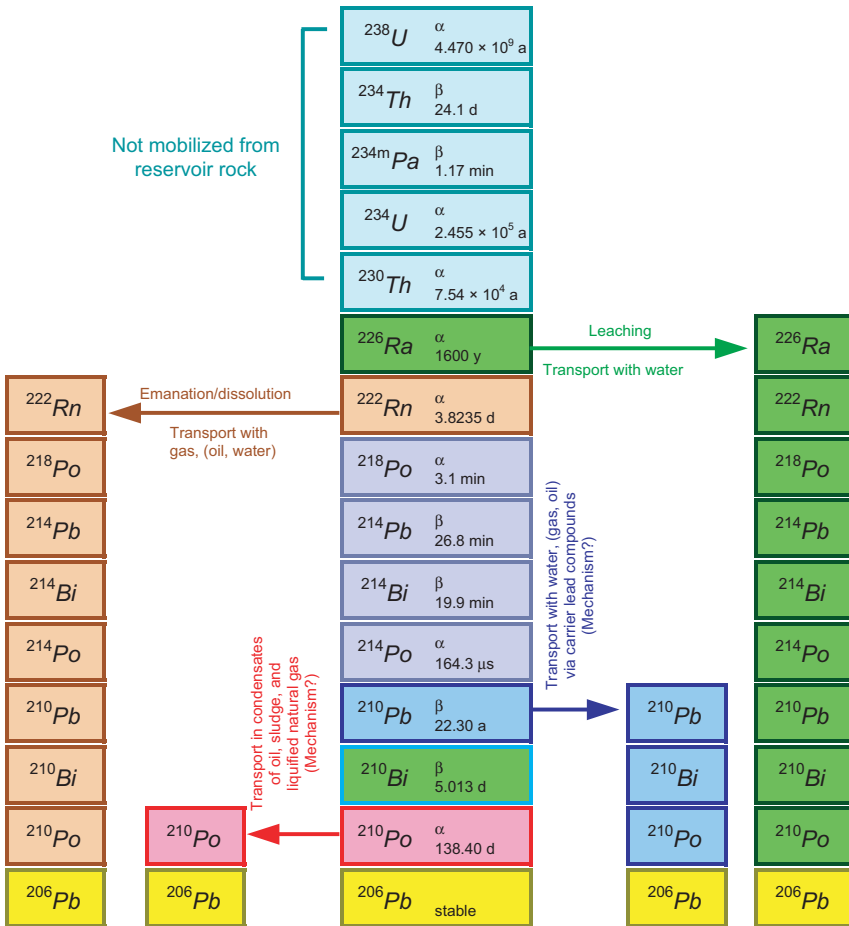 238U α
4.470 × 10⁹ a
234Th β
24.1 d
Not mobilized from
reservoir rock
234mPa β
1.17 min
234U α
2.455 × 10⁵ a
230Th α
7.54 × 10⁴ a
226Ra α
1600 y
Leaching
Transport with water
226Ra
222Rn
Emanation/dissolution
Transport with
gas, (oil, water)
222Rn α
3.8235 d
222Rn
218Po
218Po α
3.1 min
218Po
214Pb
214Pb β
26.8 min
214Pb
214Bi
214Bi β
19.9 min
214Bi
214Po
214Po α
164.3 μs
214Po
Transport with water, (gas, oil)
via carrier lead compounds
(Mechanism?)
210Pb
210Pb β
22.30 a
210Pb
210Pb
Transport in condensates
of oil, sludge, and
liquified natural gas
(Mechanism?)
210Bi
210Bi β
5.013 d
210Bi
210Bi
210Po
210Po
210Po α
138.40 d
210Po
210Po
206Pb
206Pb
206Pb stable
206Pb
206Pb